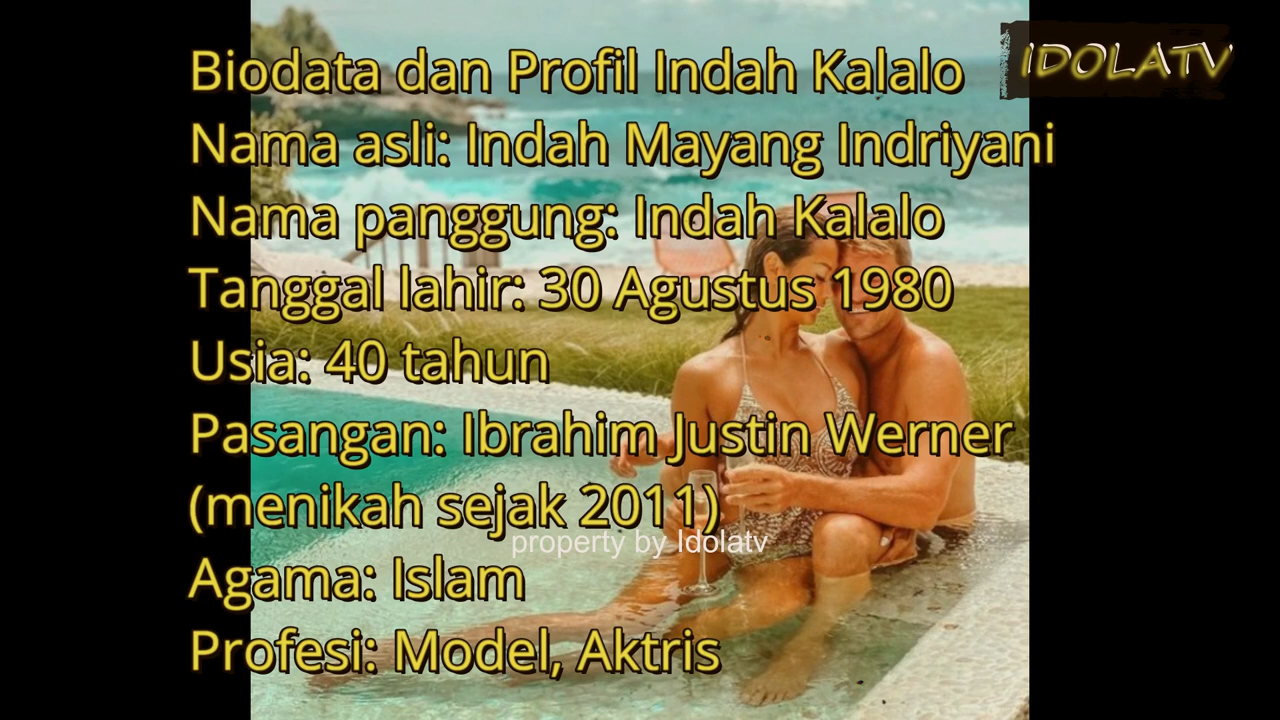 IDOLATV
Biodata dan Profil Indah Kalalo
Nama asli: Indah Mayang Indriyani
Nama panggung: Indah Kalalo
Tanggal lahir: 30 Agustus 1980
Usia: 40 tahun
Pasangan: Ibrahim Justin Werner
(menikah sejak 2011)
property by Idolatv
Agama: Islam
Profesi: Model, Aktris